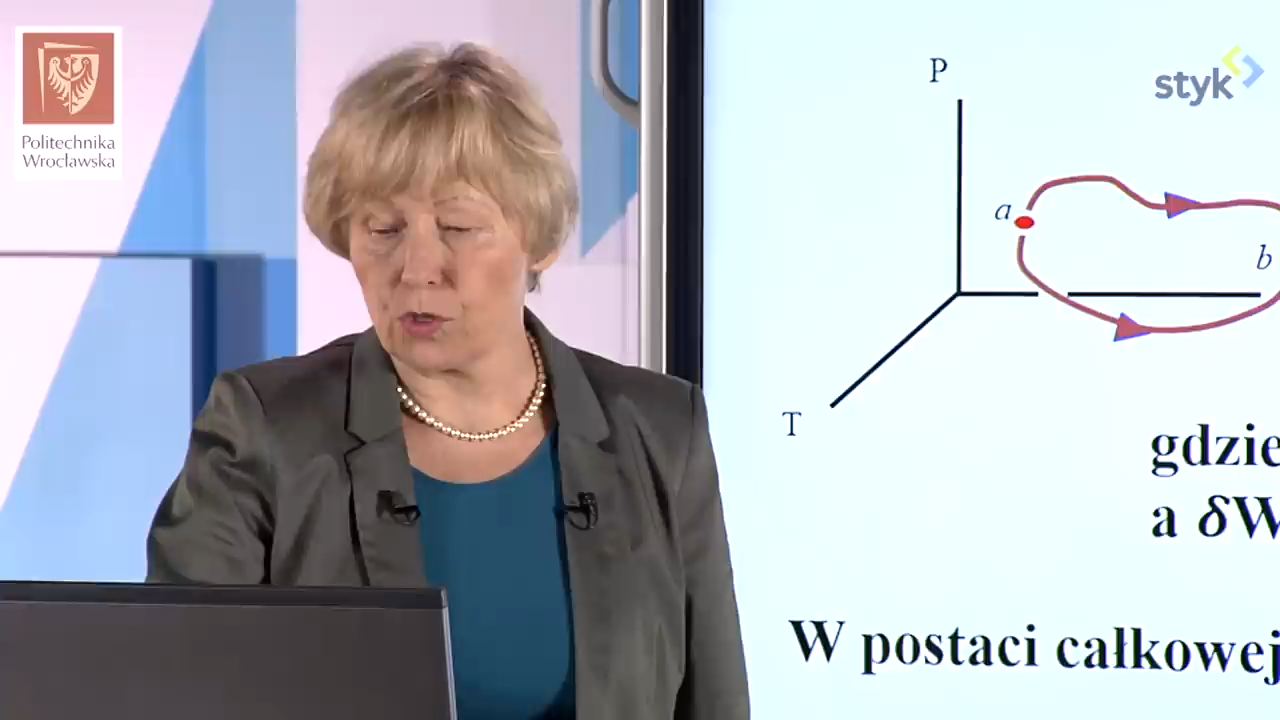 Politechnika
Wrocławska
styk
P
a
b
T
gdzie
a δW
W postaci całkowej